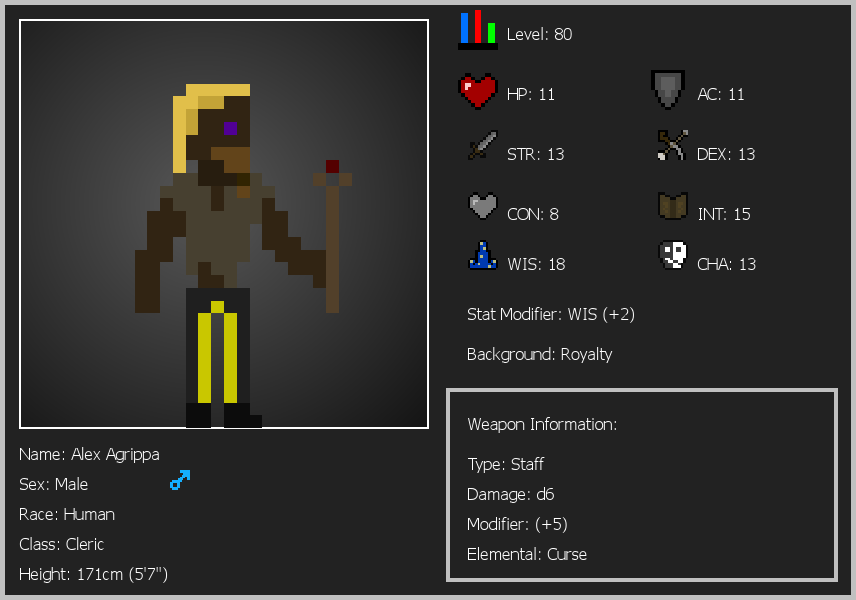 Level: 80
HP: 11
AC: 11
STR: 13
DEX: 13
CON: 8
INT: 15
WIS: 18
CHA: 13
Stat Modifier: WIS (+2)
Background: Royalty
Weapon Information:
Type: Staff
Damage: d6
Modifier: (+5)
Elemental: Curse
Name: Alex Agrippa
Sex: Male
Race: Human
Class: Cleric
Height: 171cm (5'7")